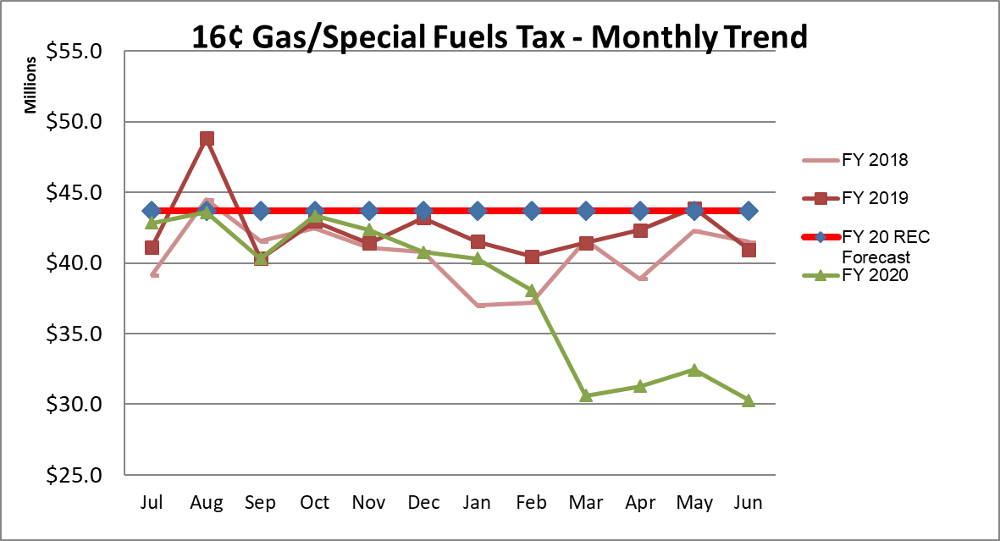 16¢ Gas/Special Fuels Tax - Monthly Trend
Millions
$55.0
$50.0
$45.0
$40.0
$35.0
$30.0
$25.0
Jul Aug Sep Oct Nov Dec Jan Feb Mar Apr May Jun
FY 2018
FY 2019
FY 20 REC
Forecast
FY 2020